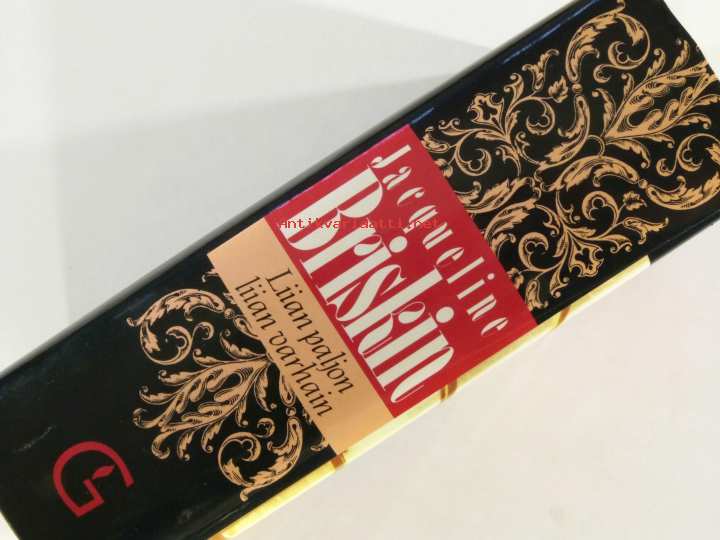 Jacqueline
Briskin
Liian paljon
liian varhain
G
Antikvariaatti.net